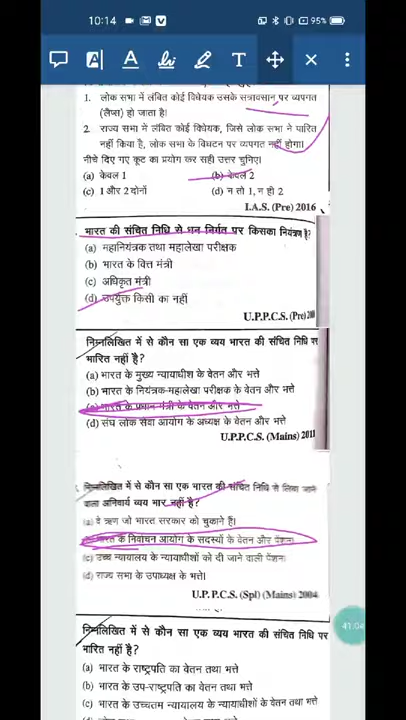 10:14
95%
1. लोक सभा में लंबित कोई विधेयक उसके सत्रावसान पर व्यपगत
(लैप्स) हो जाता है।
2. राज्य सभा में लंबित कोई विधेयक, जिसे लोक सभा ने पारित
नहीं किया है, लोक सभा के विघटन पर व्यपगत नहीं होगा।
नीचे दिए गए कूट का प्रयोग कर सही उत्तर चुनिए।
(a) केवल 1 (b) केवल 2
(c) 1 और 2 दोनों (d) न तो 1, न ही 2
I.A.S. (Pre) 2016
भारत की संचित निधि से धन निर्गत पर किसका नियंत्रण है?
(a) महानियंत्रक तथा महालेखा परीक्षक
(b) भारत के वित्त मंत्री
(c) अधिकृत मंत्री
(d) उपर्युक्त किसी का नहीं
U.P.P.C.S. (Pre)
निम्नलिखित में से कौन सा एक व्यय भारत की संचित निधि पर
भारित नहीं है?
(a) भारत के मुख्य न्यायाधीश के वेतन और भत्ते
(b) भारत के नियंत्रक-महालेखा परीक्षक के वेतन और भत्ते
(c) भारत के प्रधान मंत्री के वेतन और भत्ते
(d) संघ लोक सेवा आयोग के अध्यक्ष के वेतन और भत्ते
U.P.P.C.S. (Mains) 2011
निम्नलिखित में से कौन सा एक भारत की संचित निधि से लिया जाने
वाला अनिवार्य व्यय भार नहीं है?
(a) वे ऋण जो भारत सरकार को चुकाने हैं।
भारत के निर्वाचन आयोग के सदस्यों के वेतन और पेंशन
(c) उच्च न्यायालय के न्यायाधीशों को दी जाने वाली पेंशन
(d) राज्य सभा के उपाध्यक्ष के भत्ते।
U.P. P.C.S. (Spl) (Mains) 2004
41:04
निम्नलिखित में से कौन सा एक व्यय भारत की संचित निधि पर
भारित नहीं है?
(a) भारत के राष्ट्रपति का वेतन तथा भत्ते
(b) भारत के उप-राष्ट्रपति का वेतन तथा भत्ते
(c) भारत के उच्चतम न्यायालय के न्यायाधीशों के वेतन तथा भत्ते